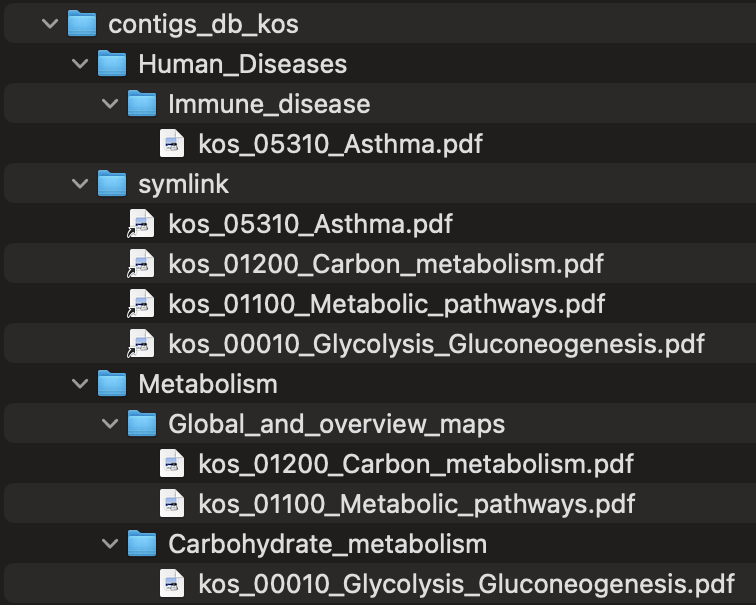 contigs_db_kos
Human_Diseases
Immune_disease
kos_05310_Asthma.pdf
symlink
kos_05310_Asthma.pdf
kos_01200_Carbon_metabolism.pdf
kos_01100_Metabolic_pathways.pdf
kos_00010_Glycolysis_Gluconeogenesis.pdf
Metabolism
Global_and_overview_maps
kos_01200_Carbon_metabolism.pdf
kos_01100_Metabolic_pathways.pdf
Carbohydrate_metabolism
kos_00010_Glycolysis_Gluconeogenesis.pdf